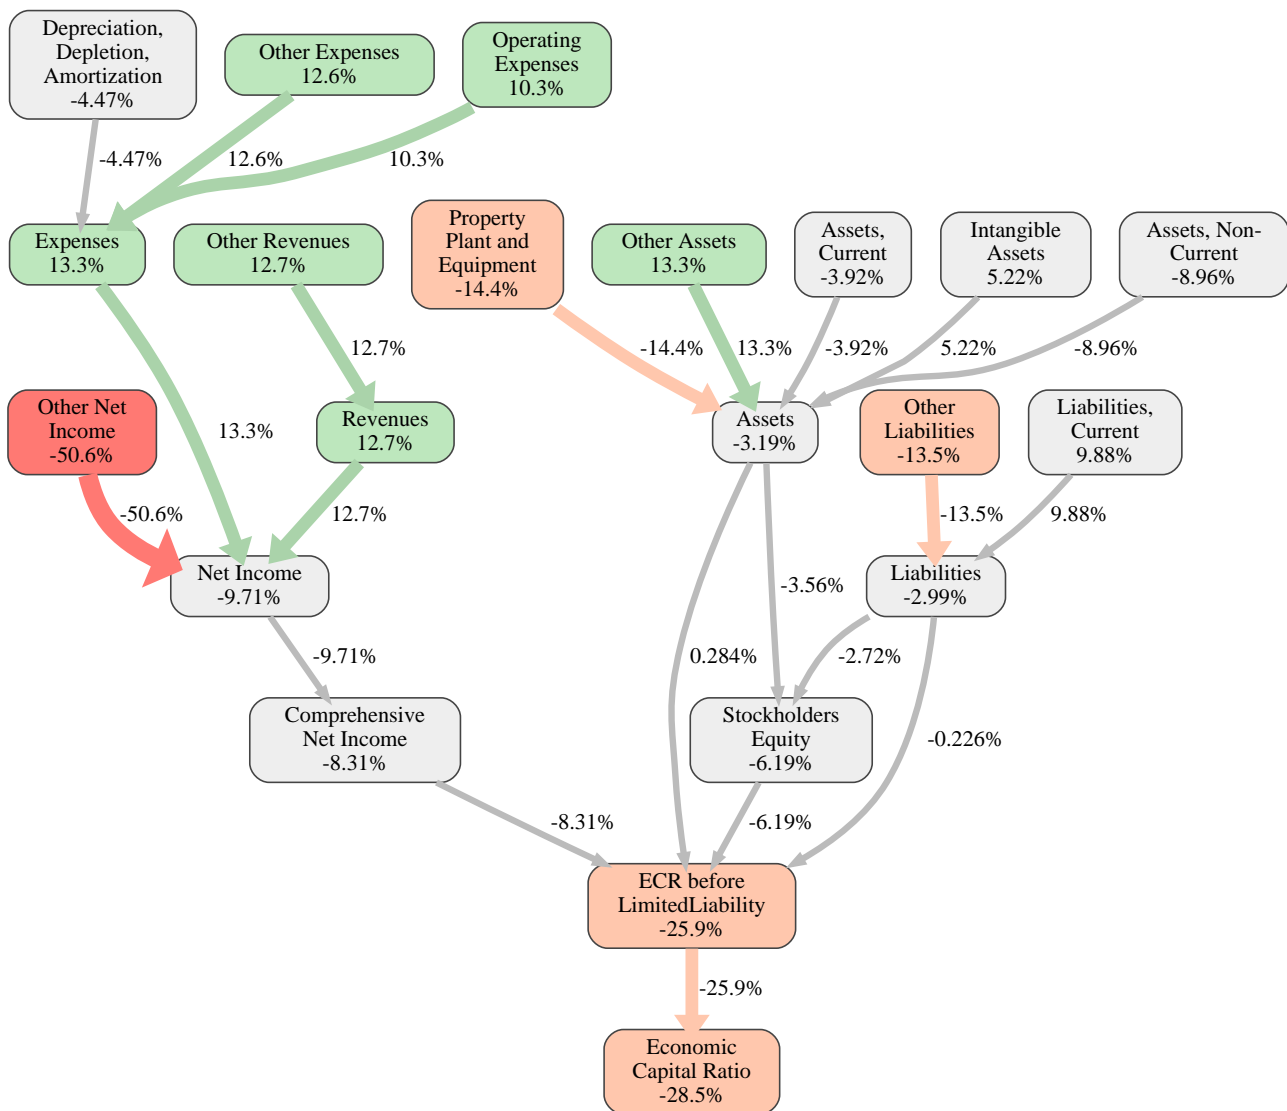 Depreciation,
Depletion,
Amortization
-4.47%
Other Expenses
12.6%
Operating
Expenses
10.3%
-4.47%
12.6%
10.3%
Expenses
13.3%
Other Revenues
12.7%
Property
Plant and
Equipment
-14.4%
Other Assets
13.3%
Assets,
Current
-3.92%
Intangible
Assets
5.22%
Assets, Non-
Current
-8.96%
12.7%
-14.4%
13.3%
-3.92%
5.22%
-8.96%
Other Net
Income
-50.6%
13.3%
Revenues
12.7%
Assets
-3.19%
Other
Liabilities
-13.5%
Liabilities,
Current
9.88%
-50.6%
12.7%
-13.5%
9.88%
Net Income
-9.71%
-3.56%
Liabilities
-2.99%
-9.71%
0.284%
-2.72%
Comprehensive
Net Income
-8.31%
Stockholders
Equity
-6.19%
-0.226%
-8.31%
-6.19%
ECR before
LimitedLiability
-25.9%
-25.9%
Economic
Capital Ratio
-28.5%